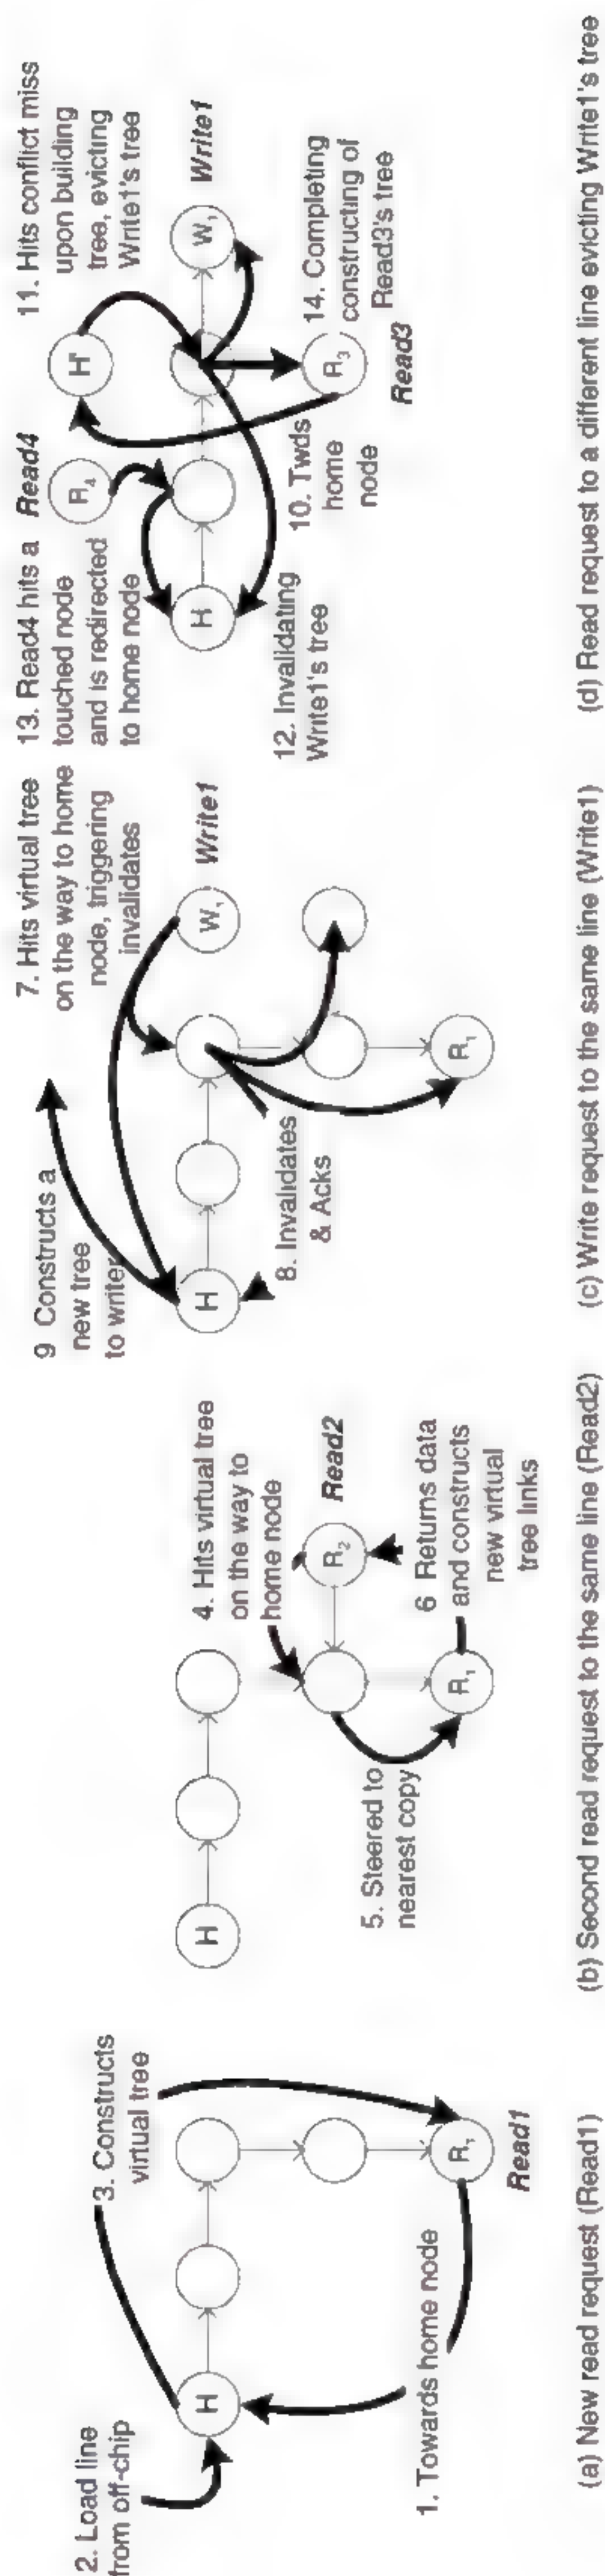 2. Load line
from off-chip
3. Constructs
virtual tree
H
1. Towards home node
R1
Read1
(a) New read request (Read1)
H
4. Hits virtual tree
on the way to
home node
R2
Read2
5. Steered to
nearest copy
R1
6 Returns data
and constructs
new virtual
tree links
(b) Second read request to the same line (Read2)
9 Constructs a
new tree
to writer
7. Hits virtual tree
on the way to home
node, triggering
invalidates
H
W1
Write1
8. Invalidates
& Acks
R1
(c) Write request to the same line (Write1)
13. Read4 hits a
touched node
and is redirected
to home node
Read4
R4
H'
11. Hits conflict miss
upon building
tree, evicting
Write1's tree
H
W1
Write1
12. Invalidating
Write1's tree
10. Twds
home
node
R3
Read3
14. Completing
constructing of
Read3's tree
(d) Read request to a different line evicting Write1's tree